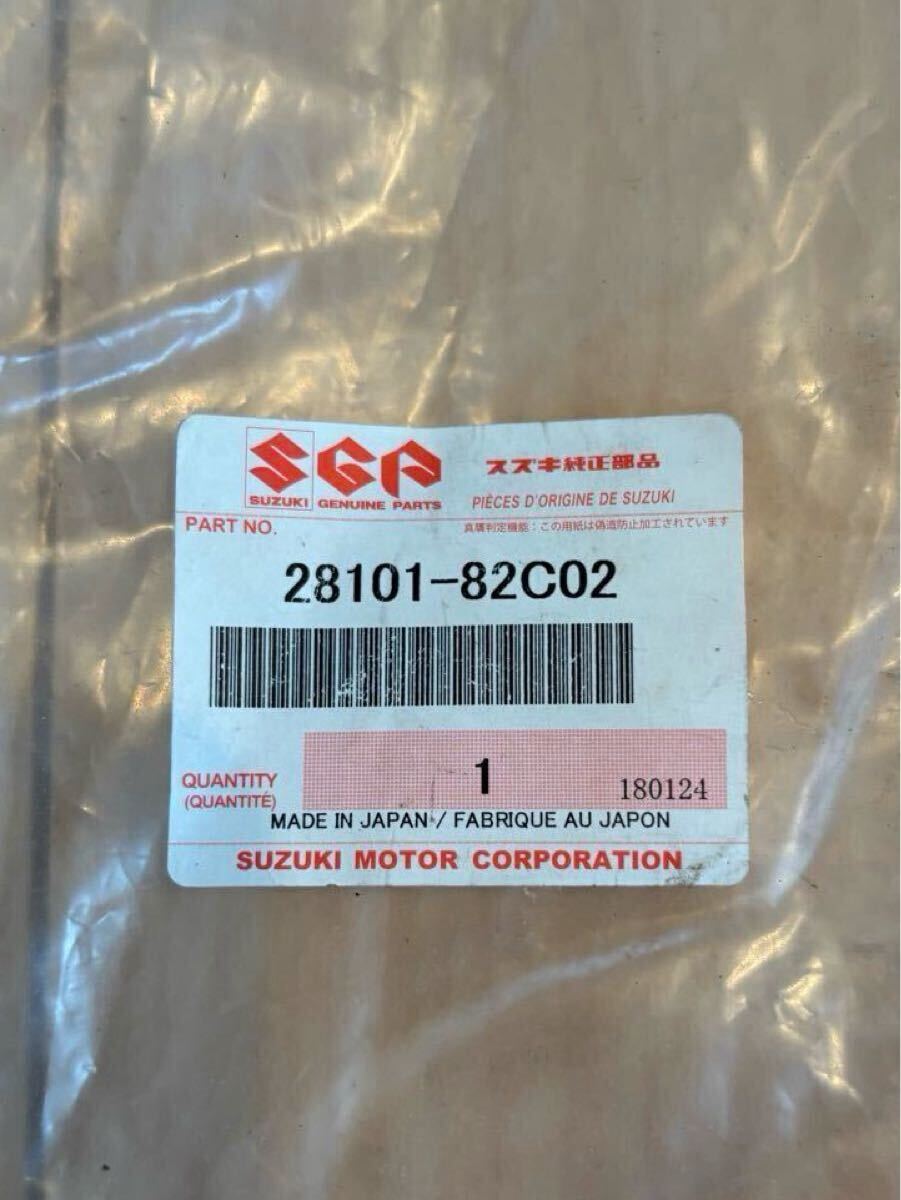 SGP
スズキ純正部品
SUZUKI GENUINE PARTS
PIÈCES D'ORIGINE DE SUZUKI
PART NO.
真贋判定機能：この用紙は偽造防止加工されています
28101-82C02
QUANTITY
(QUANTITÉ)
1
180124
MADE IN JAPAN / FABRIQUE AU JAPON
SUZUKI MOTOR CORPORATION